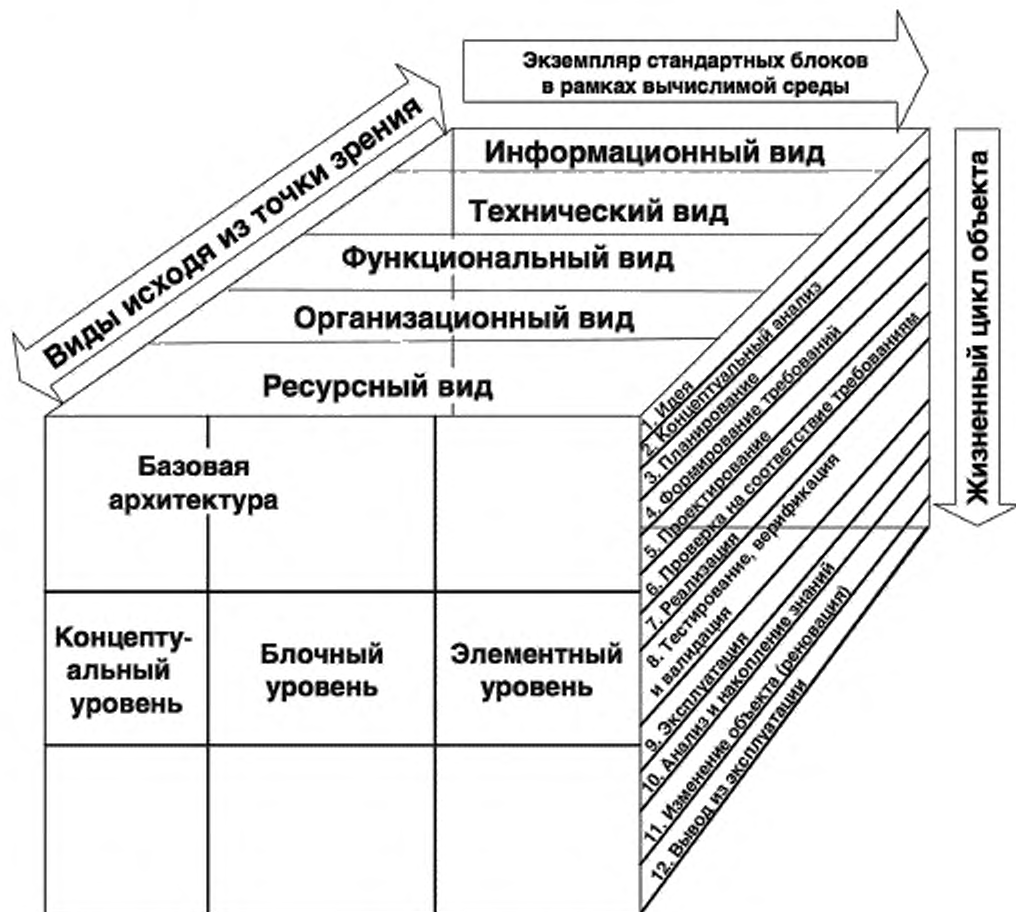 Экземпляр стандартных блоков
в рамках вычислимой среды
Виды исходя из точки зрения
Жизненный цикл объекта
Информационный вид
Технический вид
Функциональный вид
Организационный вид
Ресурсный вид
Базовая
архитектура
Концепту-
альный
уровень
Блочный
уровень
Элементный
уровень
1. Идея
2. Концептуальный анализ
3. Планирование
4. Формирование требований
5. Проектирование
6. Проверка на соответствие требованиям
7. Реализация
8. Тестирование, верификация
и валидация
9. Эксплуатация
10. Анализ и накопление знаний
11. Изменение объекта (реновация)
12. Вывод из эксплуатации